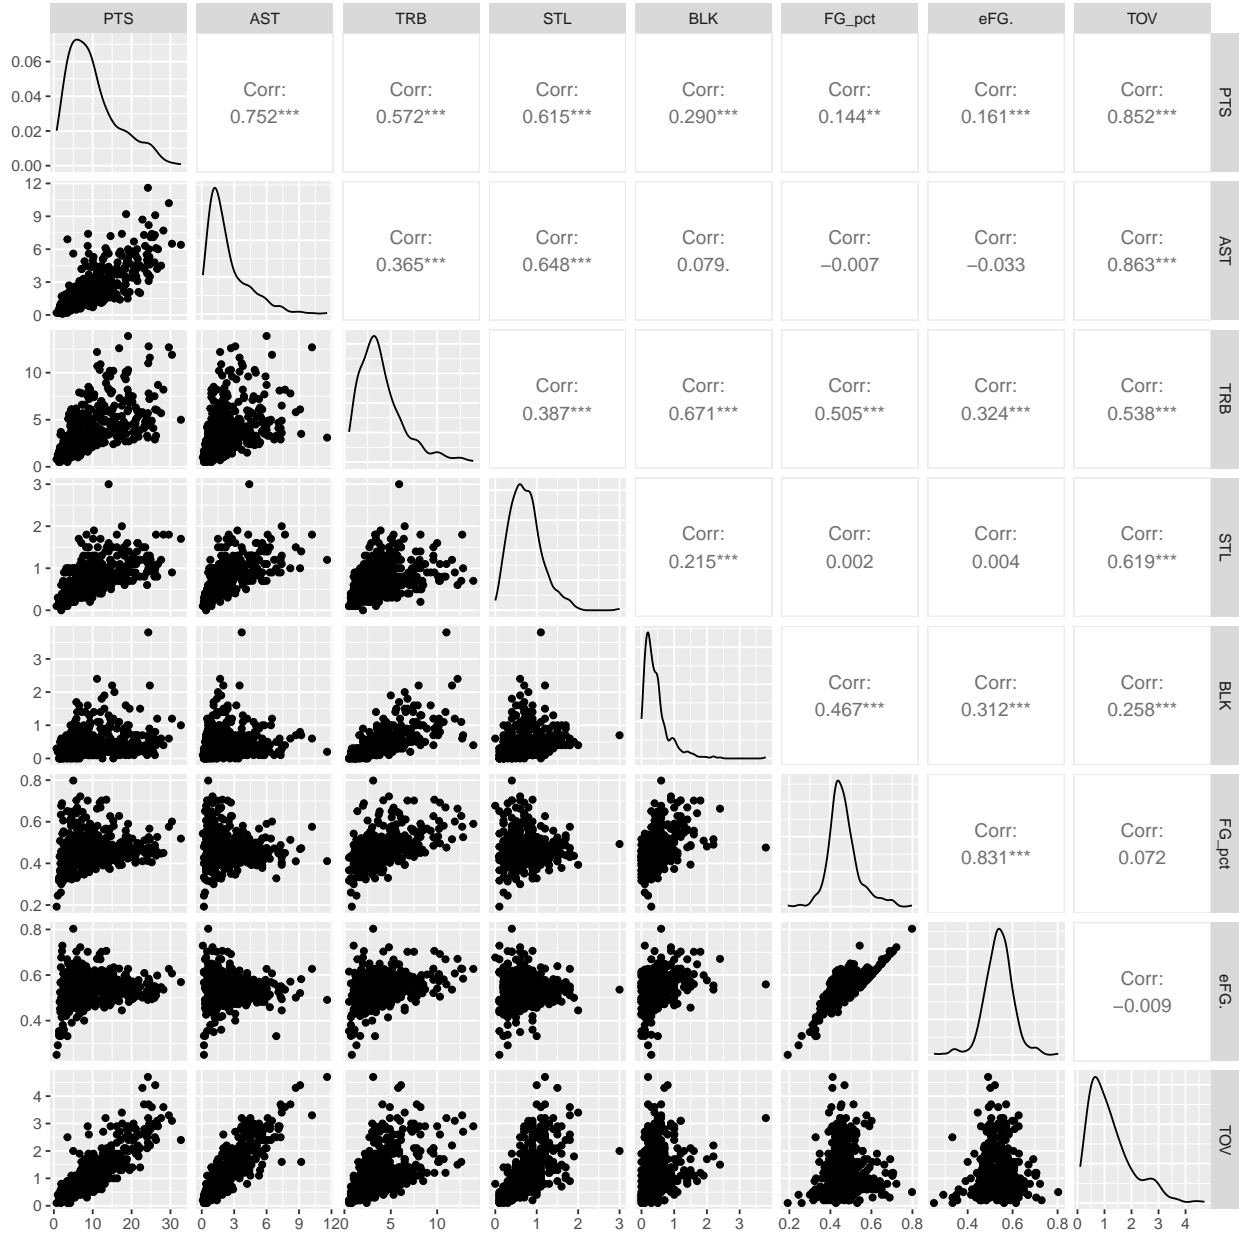 PTS AST TRB STL BLK FG_pct eFG. TOV
0.06
0.04
0.02
0.00
Corr:
0.752***
Corr:
0.572***
Corr:
0.615***
Corr:
0.290***
Corr:
0.144**
Corr:
0.161***
Corr:
0.852***
PTS
12
9
6
3
0
Corr:
0.365***
Corr:
0.648***
Corr:
0.079.
Corr:
−0.007
Corr:
−0.033
Corr:
0.863***
AST
10
5
0
Corr:
0.387***
Corr:
0.671***
Corr:
0.505***
Corr:
0.324***
Corr:
0.538***
TRB
3
2
1
0
Corr:
0.215***
Corr:
0.002
Corr:
0.004
Corr:
0.619***
STL
3
2
1
0
Corr:
0.467***
Corr:
0.312***
Corr:
0.258***
BLK
0.8
0.6
0.4
0.2
Corr:
0.831***
Corr:
0.072
FG_pct
0.8
0.6
0.4
Corr:
−0.009
eFG.
4
3
2
1
0
TOV
0 10 20 30 0 3 6 9 12 0 5 10 0 1 2 3 0 1 2 3 0.2 0.4 0.6 0.8 0.4 0.6 0.8 0 1 2 3 4